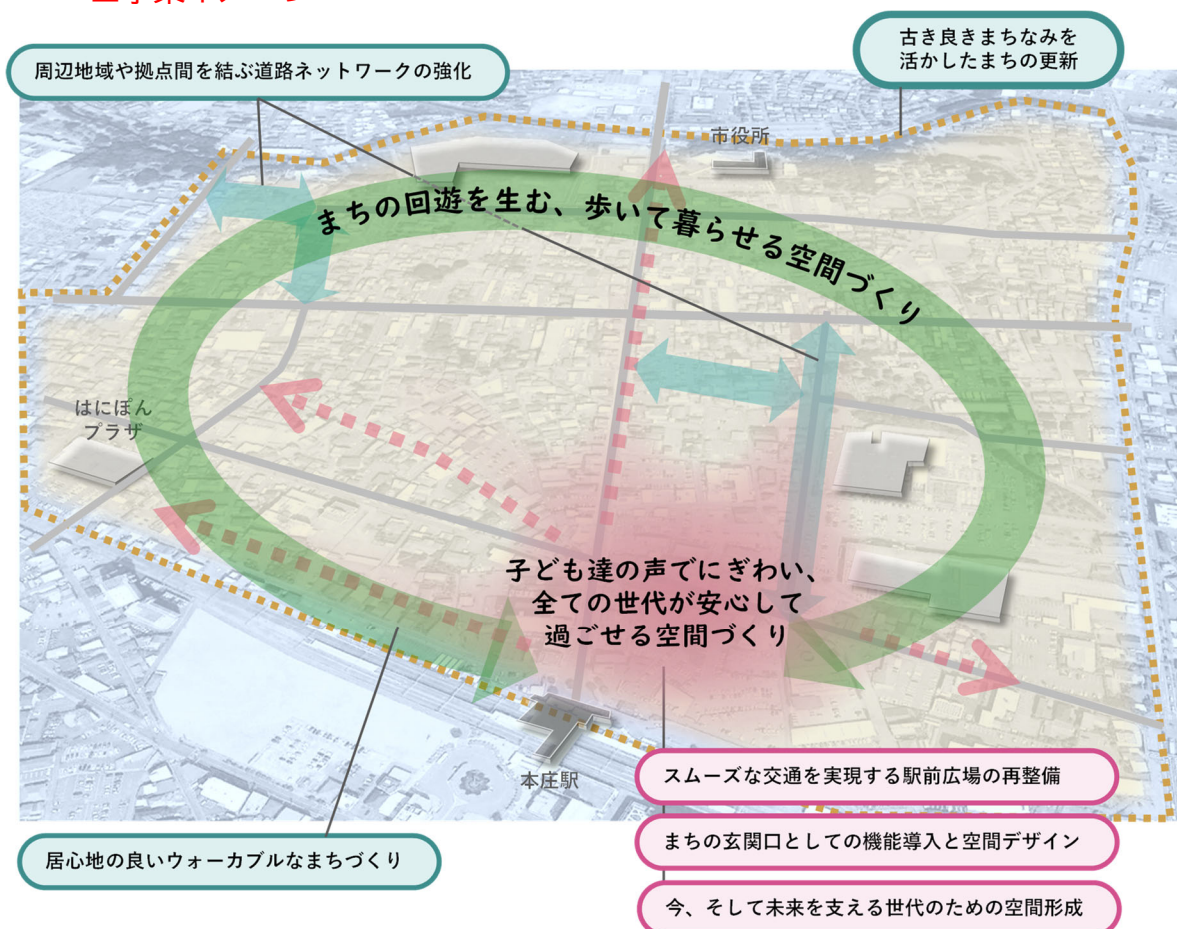 周辺地域や拠点間を結ぶ道路ネットワークの強化
古き良きまちなみを
活かしたまちの更新
市役所
まちの回遊を生む、歩いて暮らせる空間づくり
はにぽん
プラザ
子ども達の声でにぎわい、
全ての世代が安心して
過ごせる空間づくり
本庄駅
スムーズな交通を実現する駅前広場の再整備
まちの玄関口としての機能導入と空間デザイン
居心地の良いウォーカブルなまちづくり
今、そして未来を支える世代のための空間形成